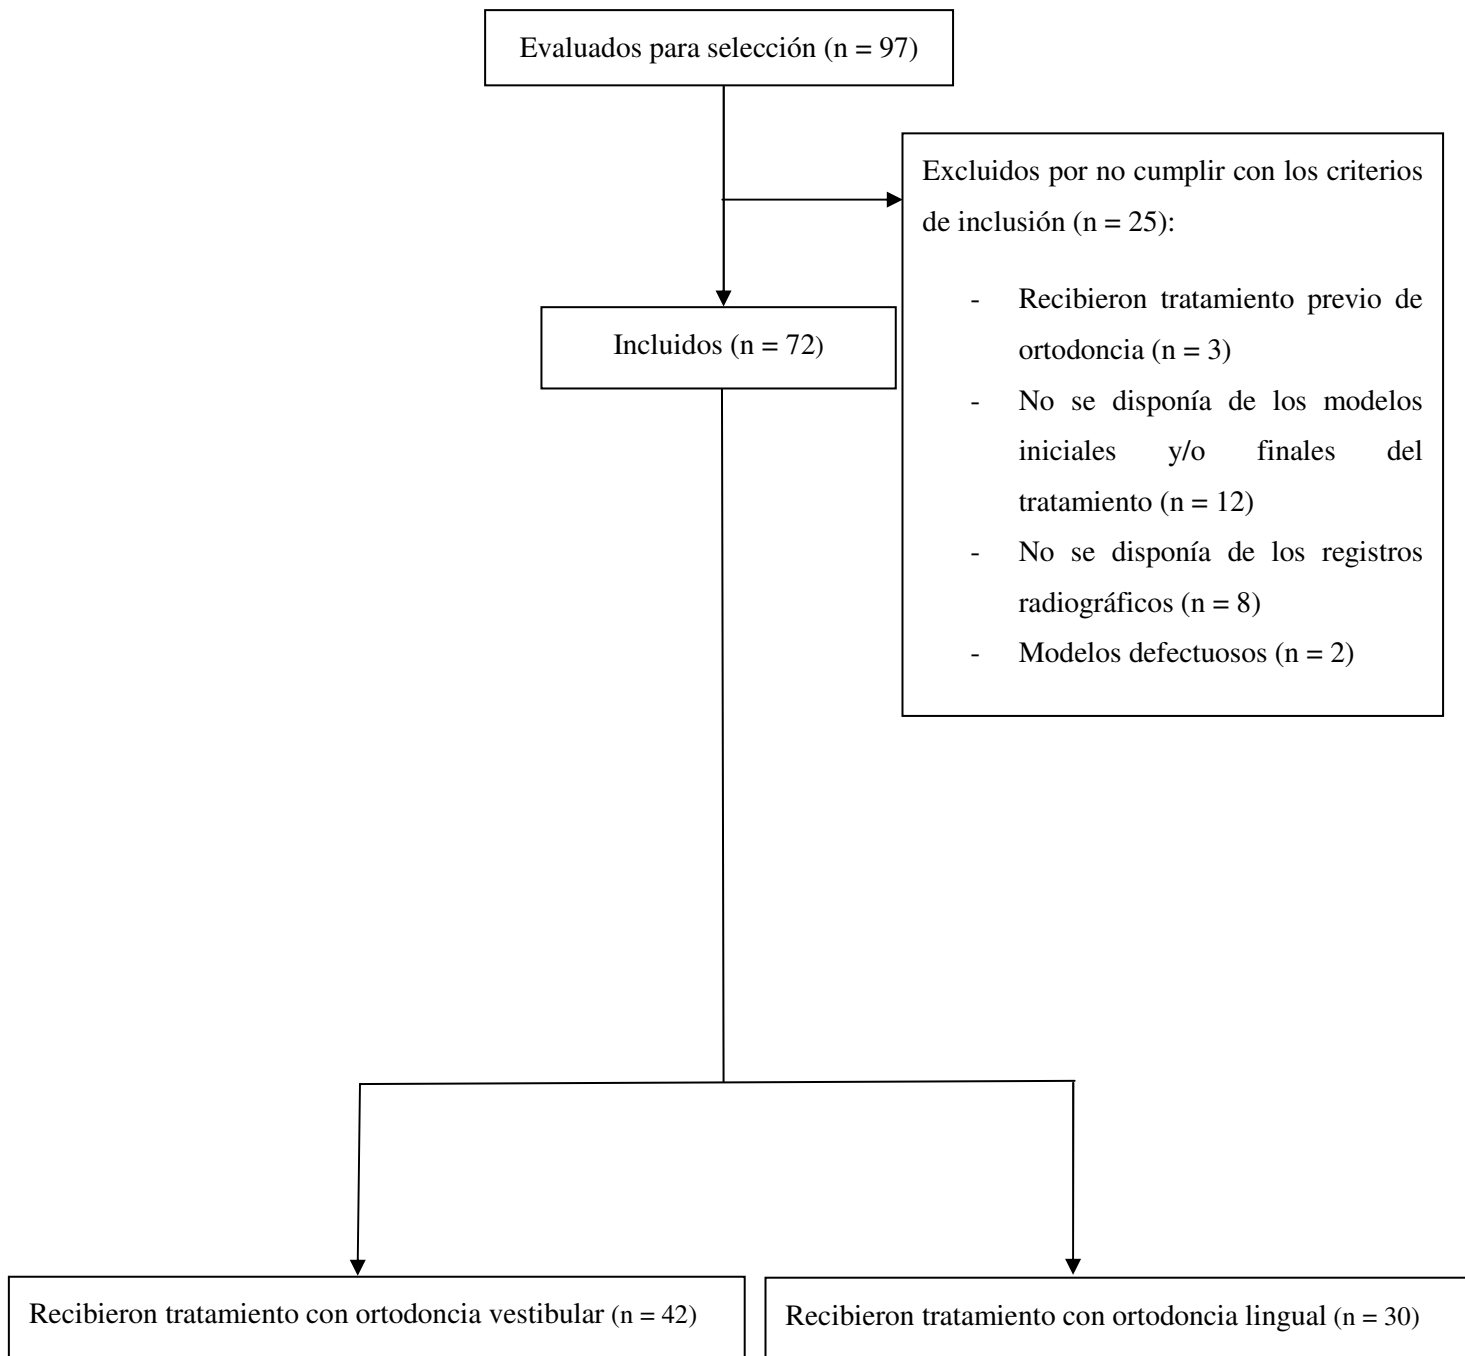 Evaluados para selección (n = 97)
Excluidos por no cumplir con los criterios
de inclusión (n = 25):
- Recibieron tratamiento previo de
ortodoncia (n = 3)
- No se disponía de los modelos
iniciales y/o finales del
tratamiento (n = 12)
- No se disponía de los registros
radiográficos (n = 8)
- Modelos defectuosos (n = 2)
Incluidos (n = 72)
Recibieron tratamiento con ortodoncia vestibular (n = 42)
Recibieron tratamiento con ortodoncia lingual (n = 30)